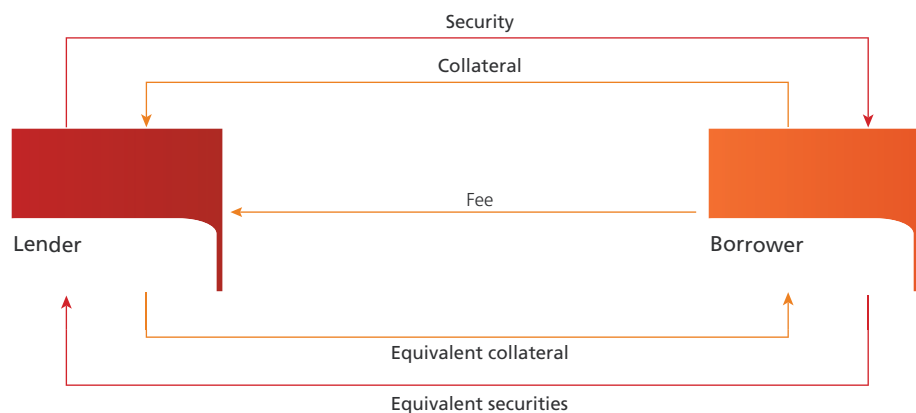 Security
Collateral
Fee
Lender
Borrower
Equivalent collateral
Equivalent securities